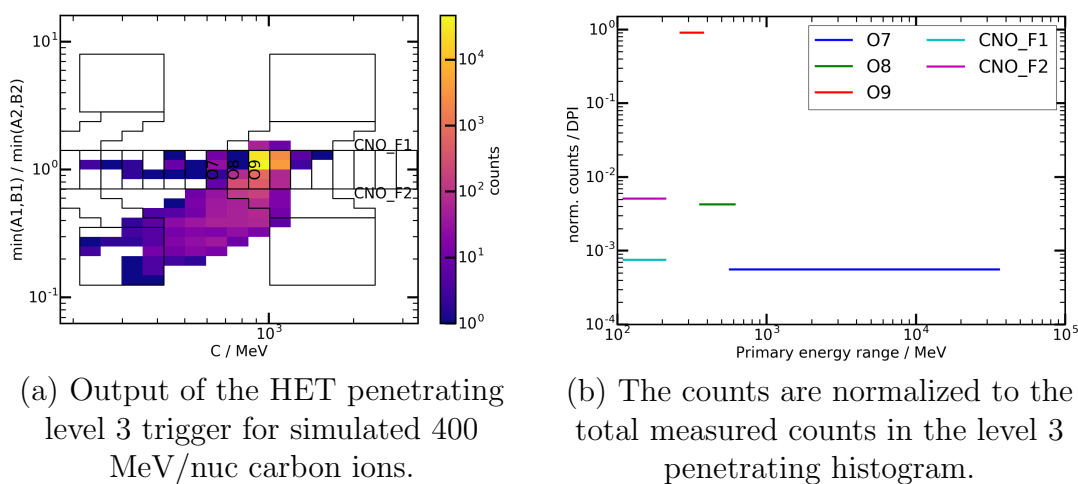 10¹
10⁰
10⁻¹
min(A1,B1) / min(A2,B2)
CNO_F1
O7
O8
O9
CNO_F2
10³
C / MeV
10⁴
10³
10²
10¹
10⁰
counts
10⁰
10⁻¹
10⁻²
10⁻³
10⁻⁴
norm. counts / DPI
O7
O8
O9
CNO_F1
CNO_F2
10²
10³
10⁴
10⁵
Primary energy range / MeV
(a) Output of the HET penetrating
level 3 trigger for simulated 400
MeV/nuc carbon ions.
(b) The counts are normalized to the
total measured counts in the level 3
penetrating histogram.